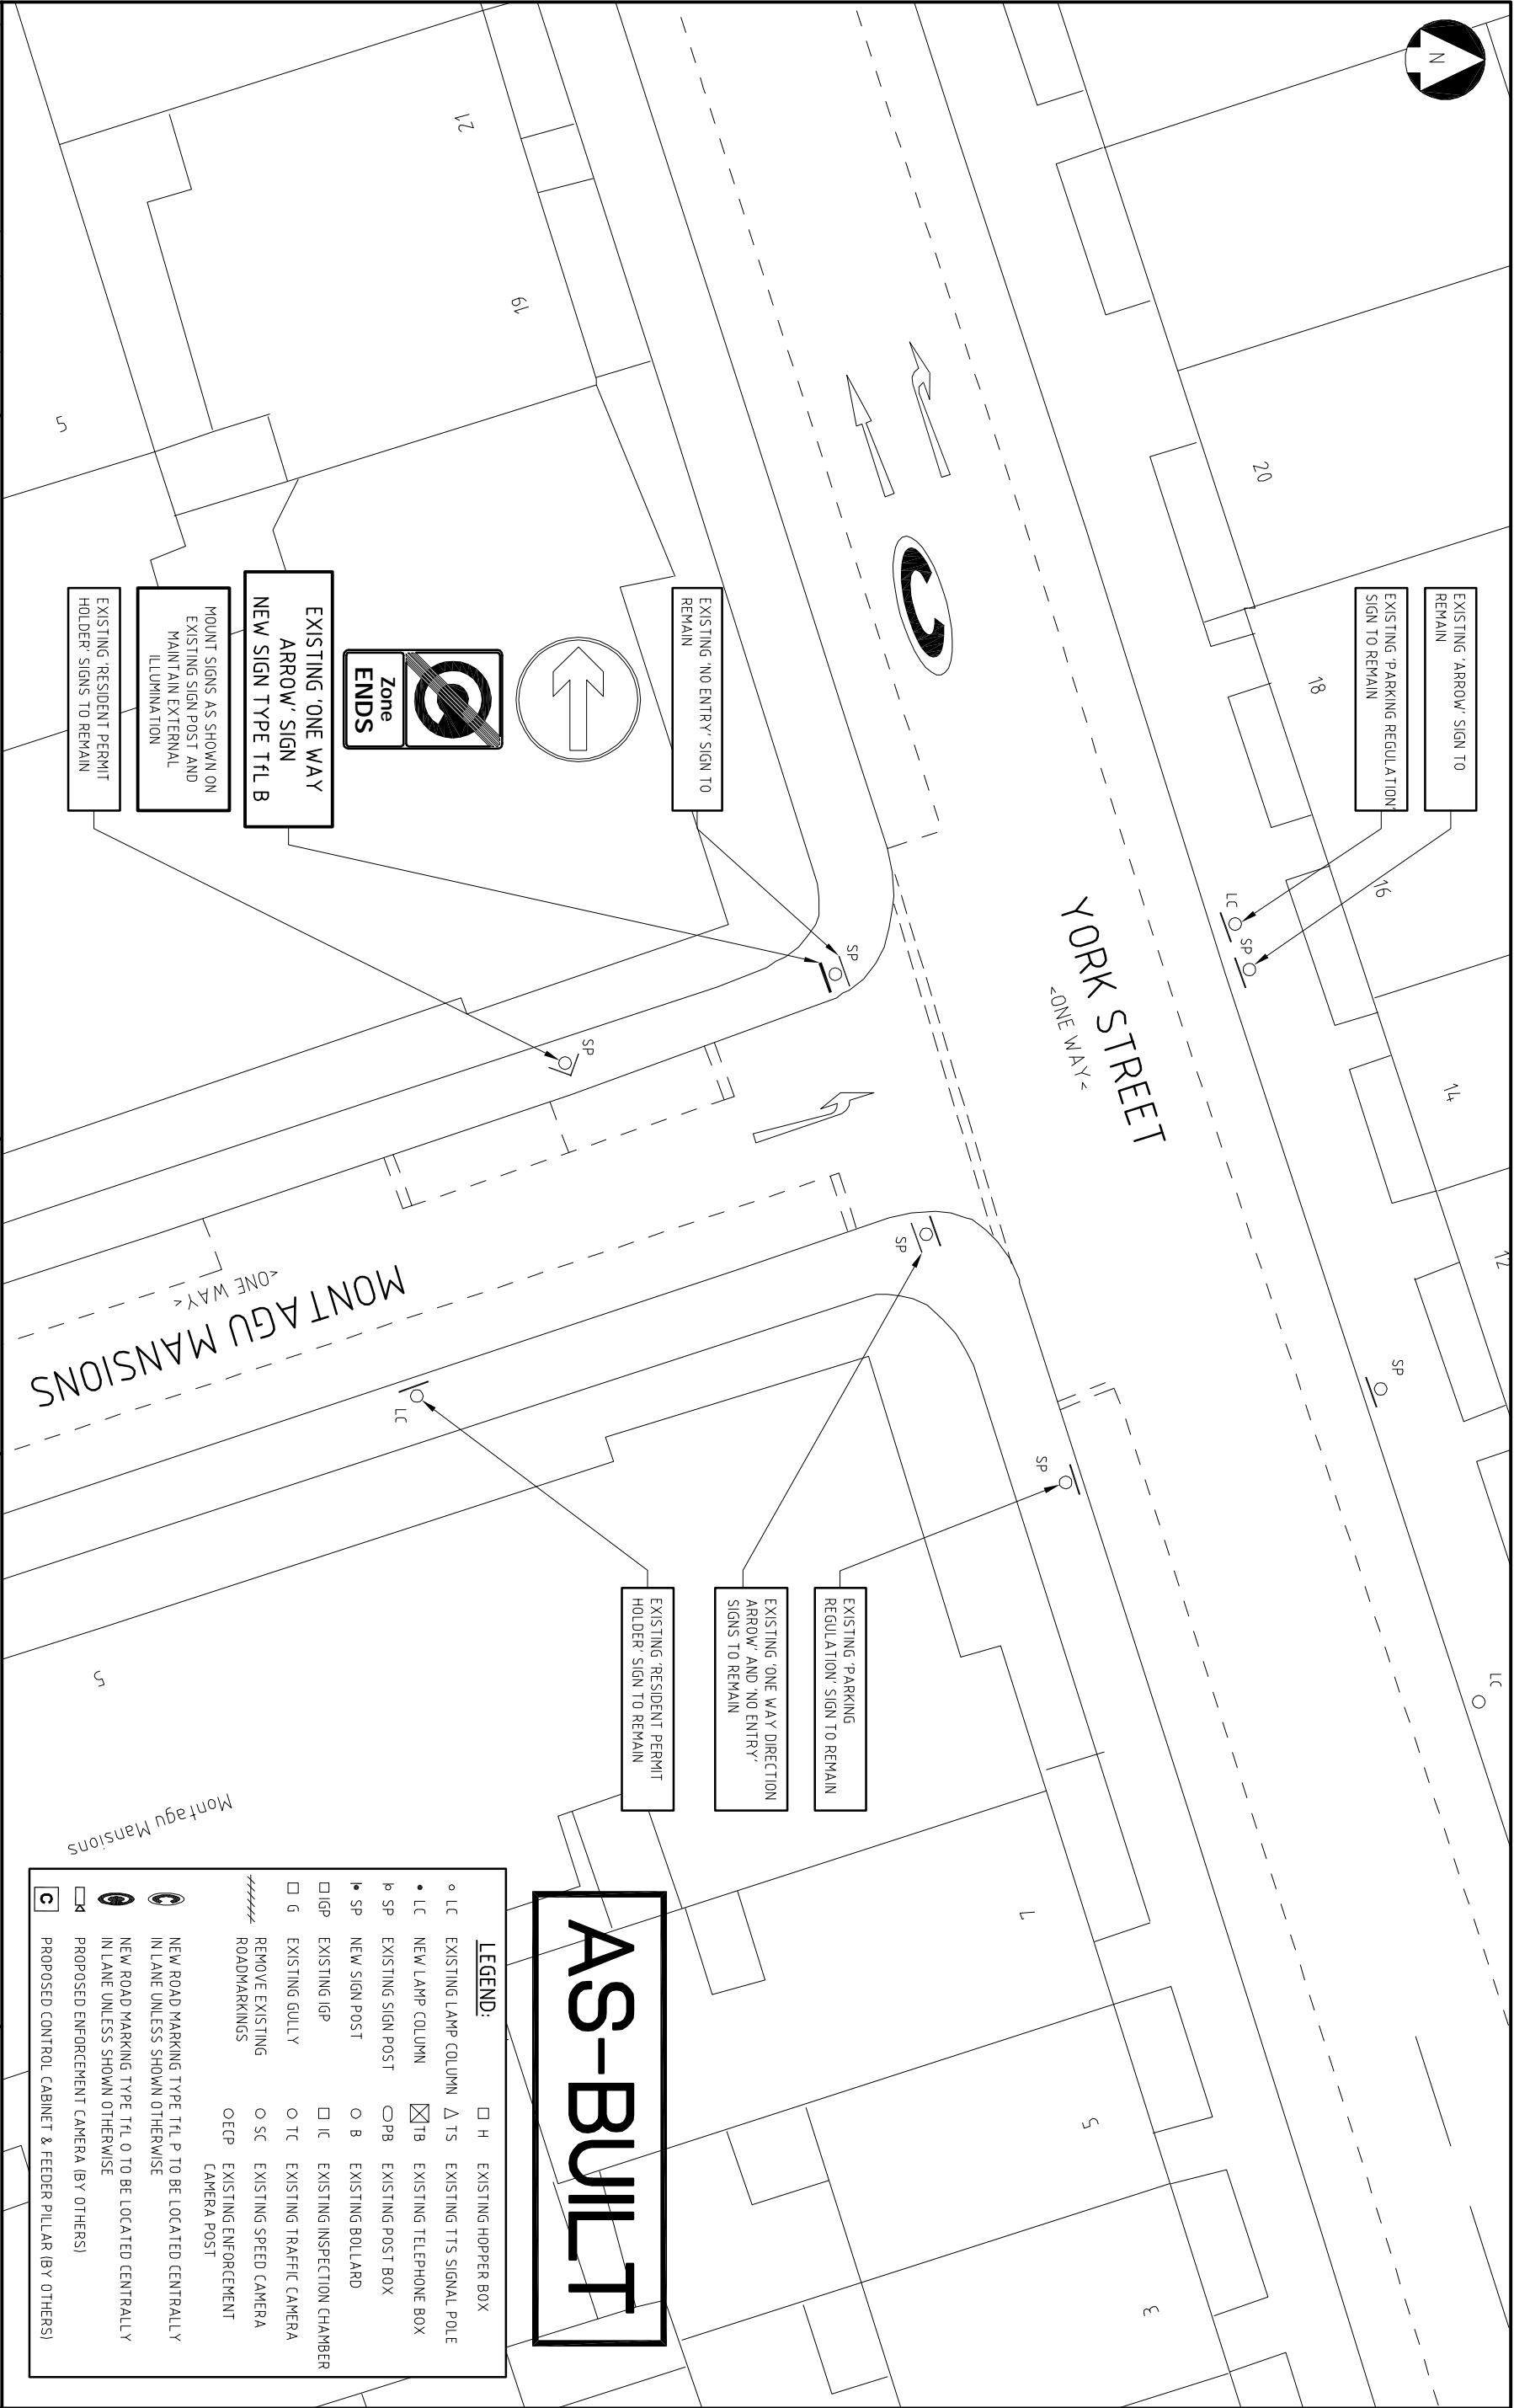 N
EXISTING 'ARROW' SIGN TO
REMAIN
EXISTING 'PARKING REGULATION'
SIGN TO REMAIN
EXISTING 'NO ENTRY' SIGN TO
REMAIN
Zone
ENDS
EXISTING 'ONE WAY
ARROW' SIGN
NEW SIGN TYPE TfL B
MOUNT SIGNS AS SHOWN ON
EXISTING SIGN POST AND
MAINTAIN EXTERNAL
ILLUMINATION
EXISTING 'RESIDENT PERMIT
HOLDER' SIGNS TO REMAIN
21
19
5
20
18
16
14
12
C
LC
SP
SP
SP
SP
LC
SP
SP
LC
YORK STREET
<ONE WAY<
MONTAGU MANSIONS
<ONE WAY<
EXISTING 'PARKING
REGULATION' SIGN TO REMAIN
EXISTING 'ONE WAY DIRECTION
ARROW' AND 'NO ENTRY'
SIGNS TO REMAIN
EXISTING 'RESIDENT PERMIT
HOLDER' SIGN TO REMAIN
5
Montagu Mansions
7
5
3
AS-BUILT
LEGEND:
LC EXISTING LAMP COLUMN
LC NEW LAMP COLUMN
SP EXISTING SIGN POST
SP NEW SIGN POST
IGP EXISTING IGP
G EXISTING GULLY
REMOVE EXISTING
ROADMARKINGS
H EXISTING HOPPER BOX
TS EXISTING TTS SIGNAL POLE
TB EXISTING TELEPHONE BOX
PB EXISTING POST BOX
B EXISTING BOLLARD
IC EXISTING INSPECTION CHAMBER
TC EXISTING TRAFFIC CAMERA
SC EXISTING SPEED CAMERA
ECP EXISTING ENFORCEMENT
CAMERA POST
C NEW ROAD MARKING TYPE TfL P TO BE LOCATED CENTRALLY
IN LANE UNLESS SHOWN OTHERWISE
NEW ROAD MARKING TYPE TfL O TO BE LOCATED CENTRALLY
IN LANE UNLESS SHOWN OTHERWISE
PROPOSED ENFORCEMENT CAMERA (BY OTHERS)
C PROPOSED CONTROL CABINET & FEEDER PILLAR (BY OTHERS)